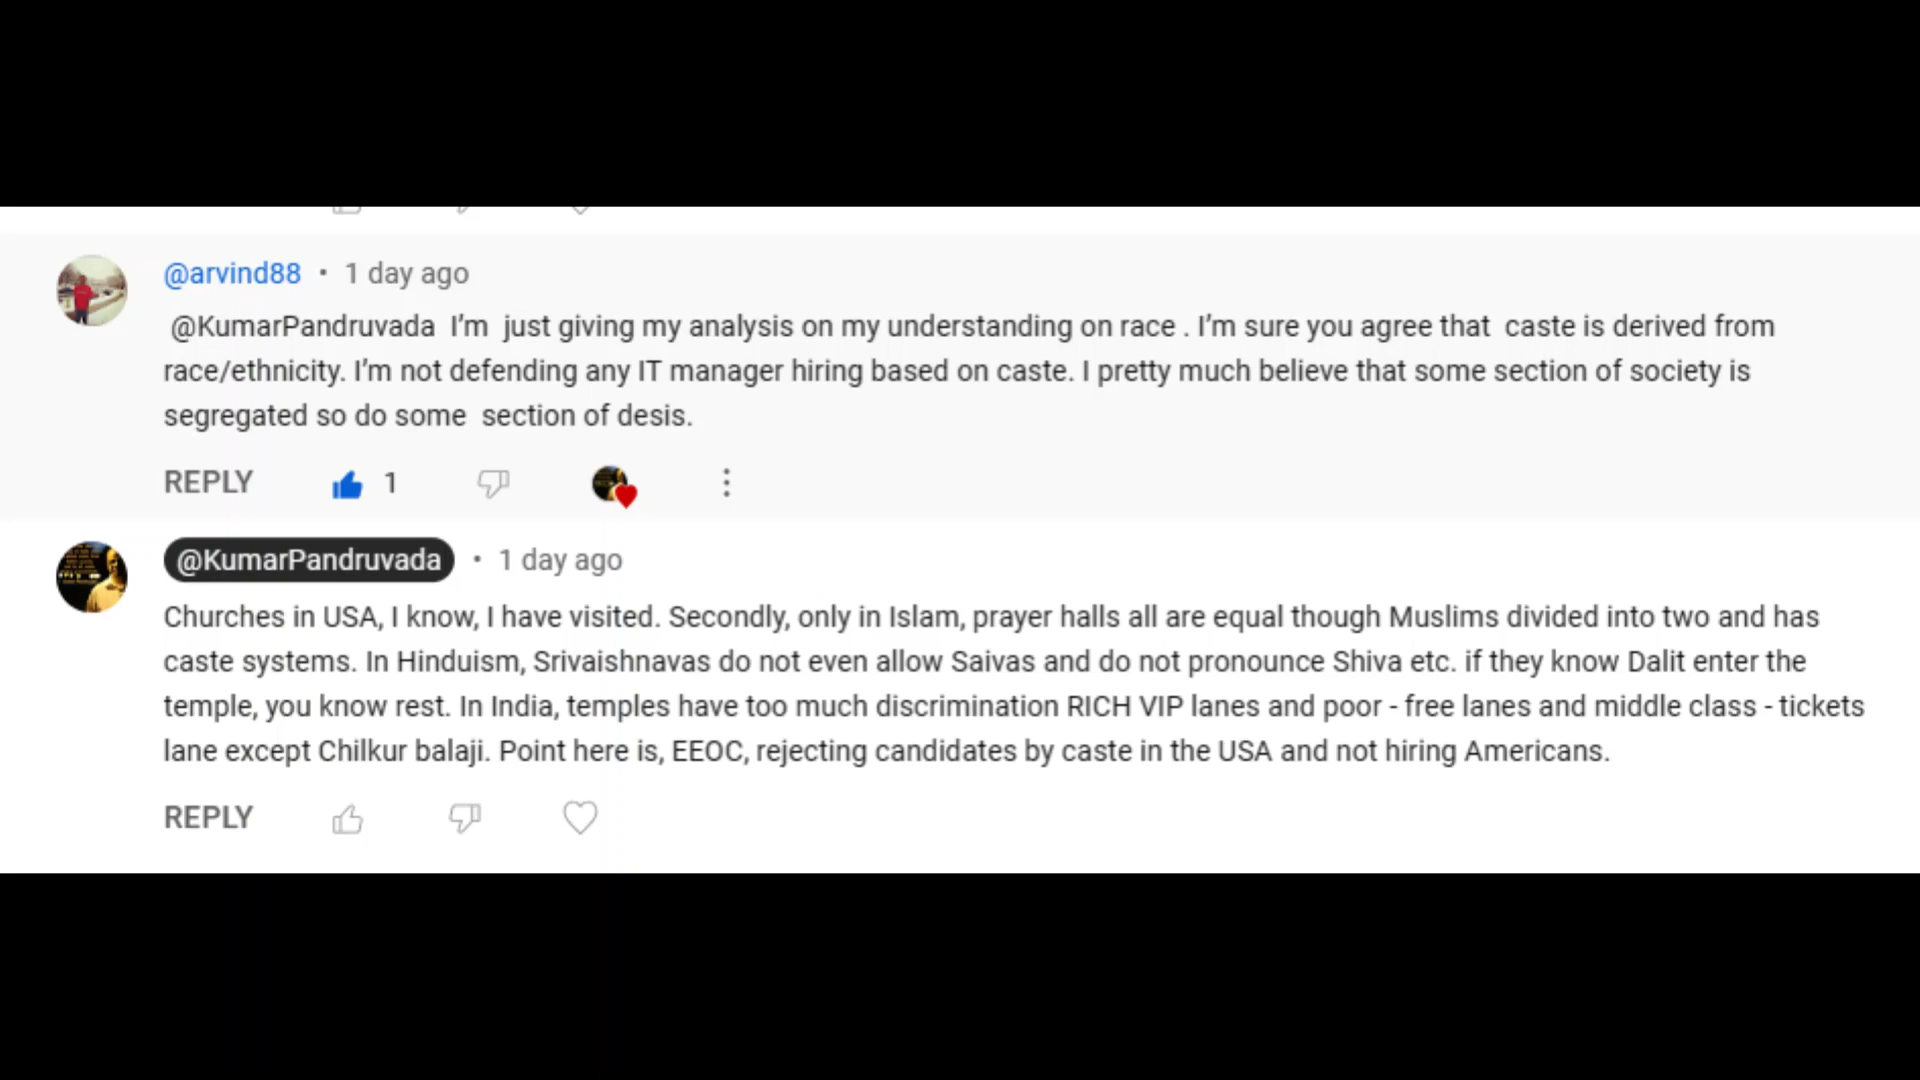 @arvind88 • 1 day ago
@KumarPandruvada I’m just giving my analysis on my understanding on race . I’m sure you agree that caste is derived from
race/ethnicity. I’m not defending any IT manager hiring based on caste. I pretty much believe that some section of society is
segregated so do some section of desis.
REPLY 1
@KumarPandruvada • 1 day ago
Churches in USA, I know, I have visited. Secondly, only in Islam, prayer halls all are equal though Muslims divided into two and has
caste systems. In Hinduism, Srivaishnavas do not even allow Saivas and do not pronounce Shiva etc. if they know Dalit enter the
temple, you know rest. In India, temples have too much discrimination RICH VIP lanes and poor - free lanes and middle class - tickets
lane except Chilkur balaji. Point here is, EEOC, rejecting candidates by caste in the USA and not hiring Americans.
REPLY